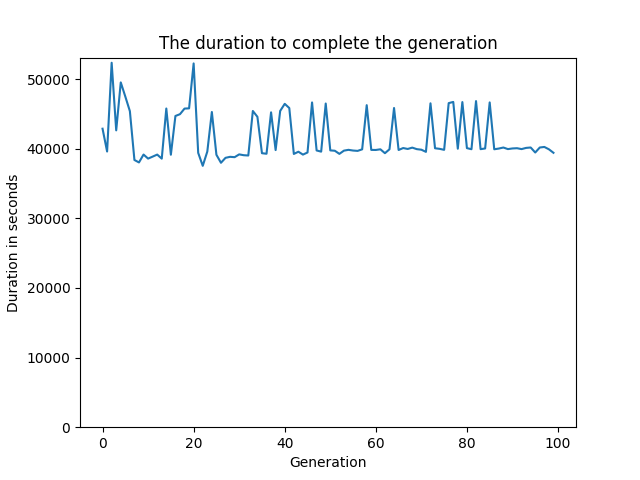 The duration to complete the generation
50000
40000
30000
20000
10000
0
Duration in seconds
0 20 40 60 80 100
Generation